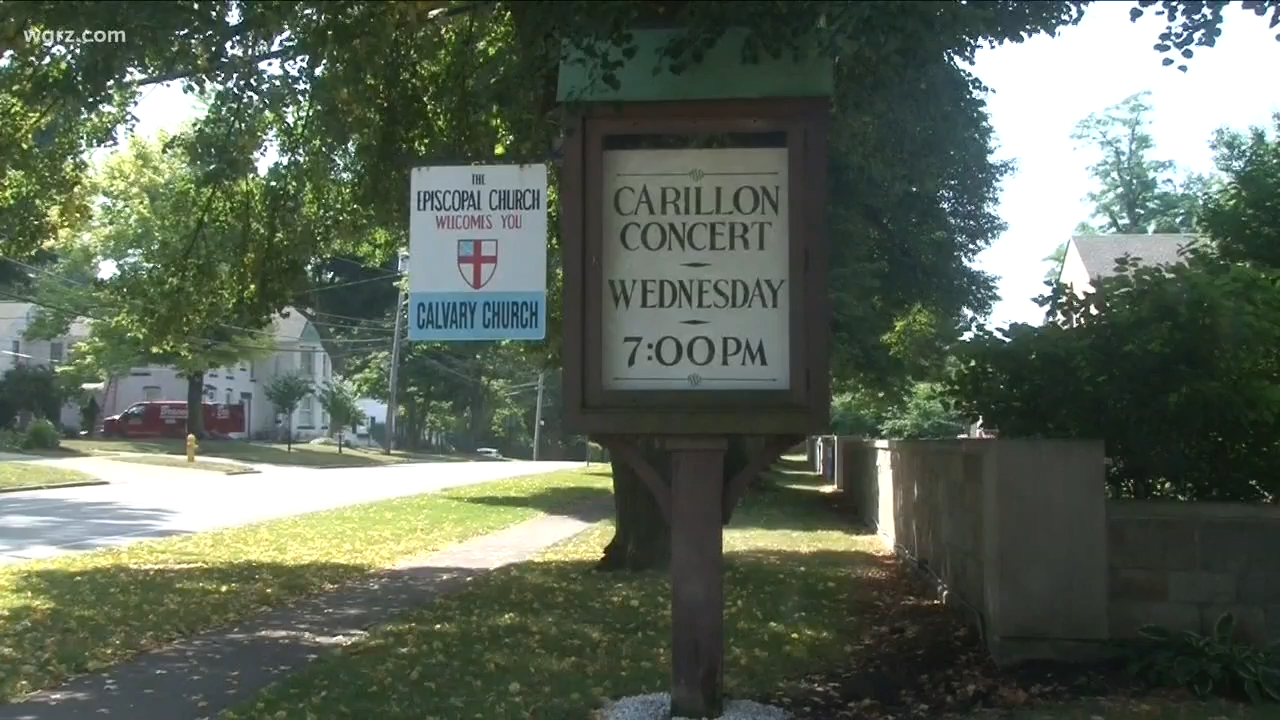 wgrz.com
THE
EPISCOPAL CHURCH
WELCOMES YOU
CALVARY CHURCH
CARILLON
CONCERT
WEDNESDAY
7:00PM